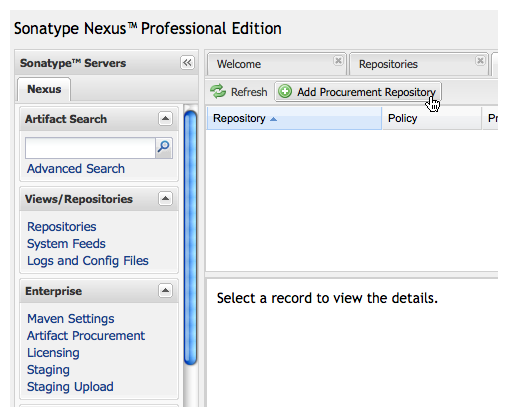 Sonatype Nexus™ Professional Edition
Sonatype™ Servers
Nexus
Artifact Search
Advanced Search
Views/Repositories
Repositories
System Feeds
Logs and Config Files
Enterprise
Maven Settings
Artifact Procurement
Licensing
Staging
Staging Upload
Welcome
Repositories
Refresh
Add Procurement Repository
Repository
Policy
Pr
Select a record to view the details.